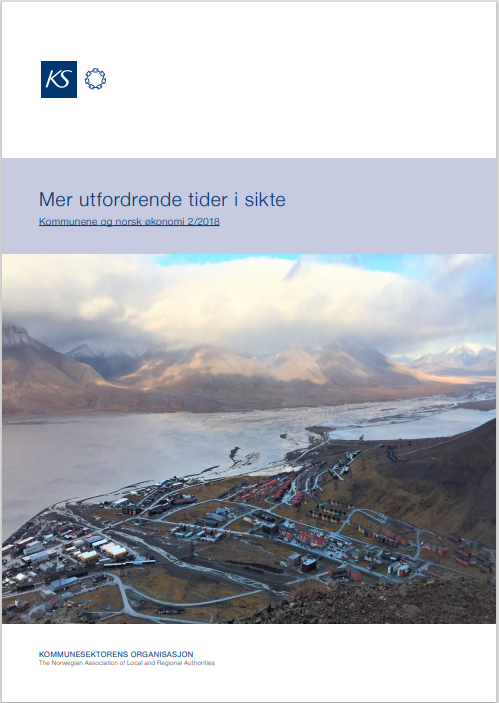 KS
Mer utfordrende tider i sikte
Kommunene og norsk økonomi 2/2018
KOMMUNESEKTORENS ORGANISASJON
The Norwegian Association of Local and Regional Authorities